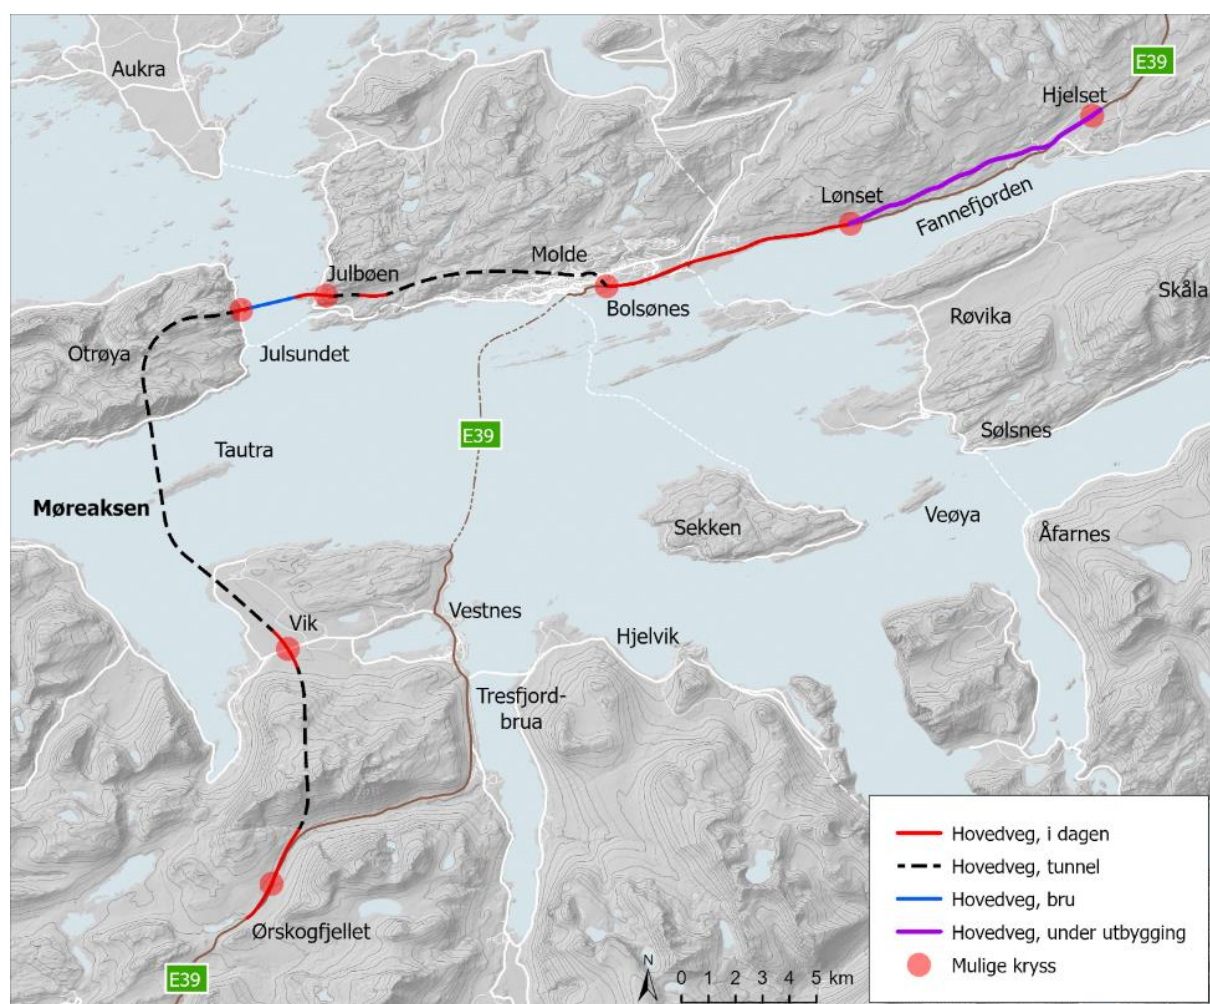 E39
Aukra
Hjelset
Lønset
Fannefjorden
Molde
Julbøen
Bolsønes
Skåla
Røvika
Otrøya
Julsundet
E39
Sølsnes
Tautra
Møreaksen
Sekken
Veøya
Åfarnes
Vestnes
Vik
Hjelvik
Tresfjord-
brua
Ørskogfjellet
E39
Hovedveg, i dagen
Hovedveg, tunnel
Hovedveg, bru
Hovedveg, under utbygging
Mulige kryss
N
0 1 2 3 4 5 km